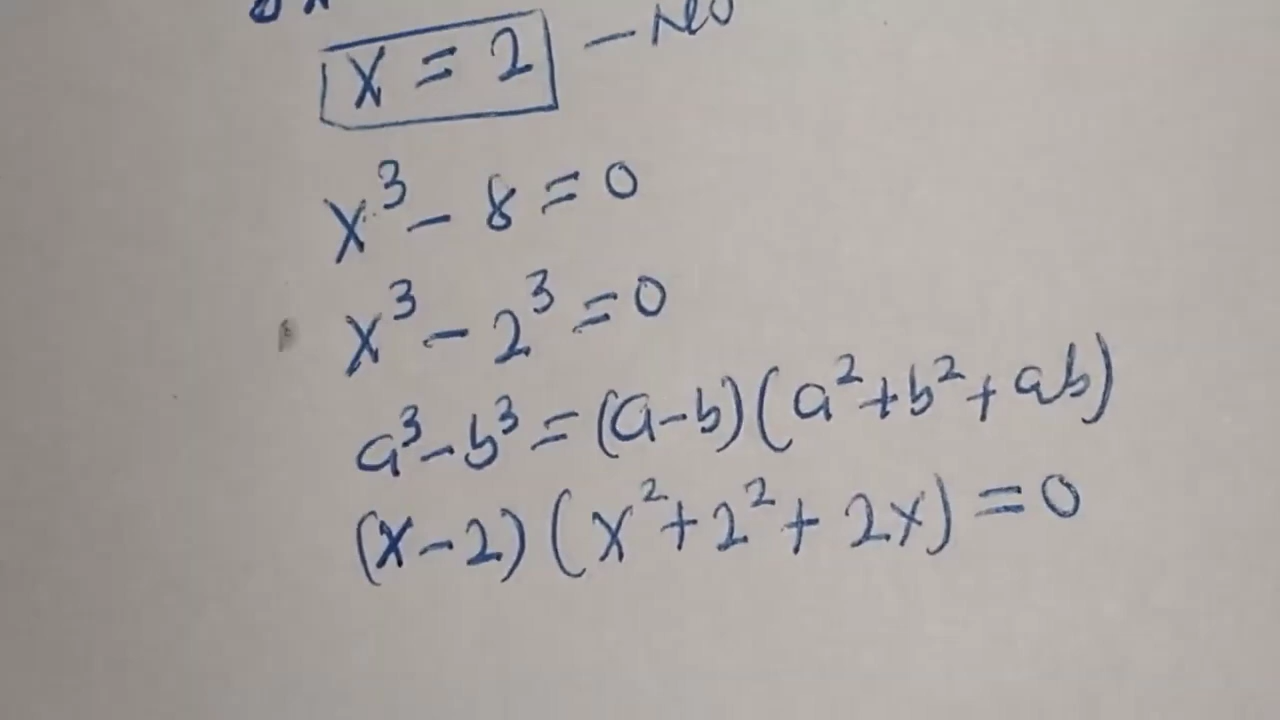 x = 2 –
x³ - 8 = 0
x³ - 2³ = 0
a³ - b³ = (a-b)(a² + b² + ab)
(x-2)(x² + 2² + 2x) = 0